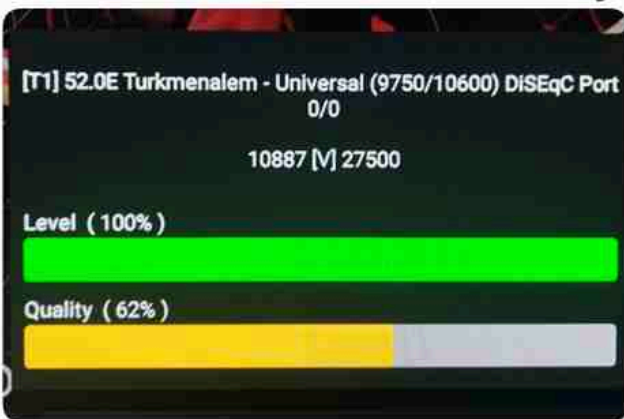 [T1] 52.0E Turkmenalem - Universal (9750/10600) DiSEqC Port
0/0
10887 [V] 27500
Level ( 100% )
Quality ( 62% )